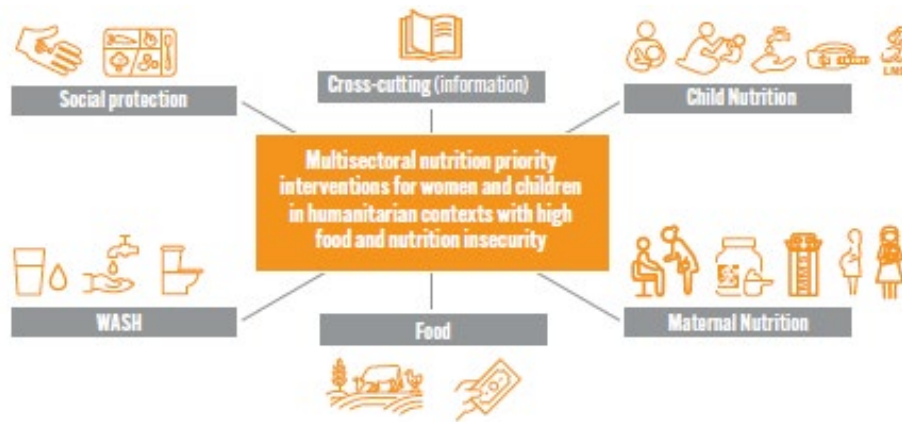 Cross-cutting (information)
Social protection
Child Nutrition
Multisectoral nutrition priority
interventions for women and children
in humanitarian contexts with high
food and nutrition insecurity
WASH
Food
Maternal Nutrition